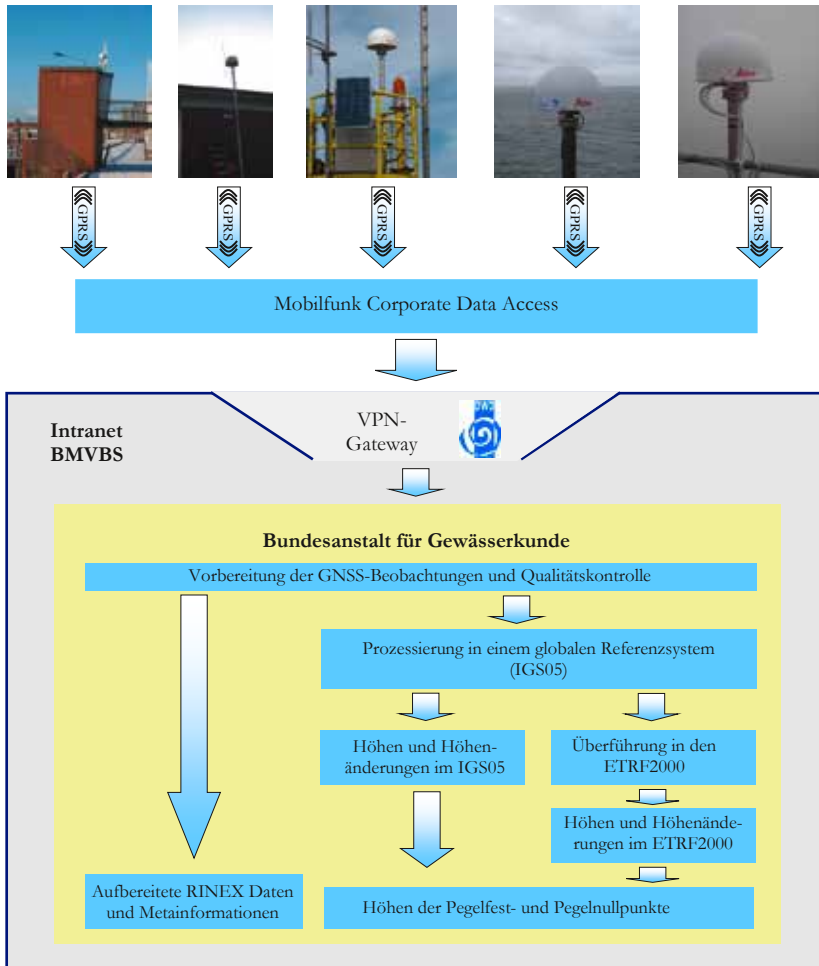 GPRS
GPRS
GPRS
GPRS
GPRS
Mobilfunk Corporate Data Access
Intranet
BMVBS
VPN-
Gateway
Bundesanstalt für Gewässerkunde
Vorbereitung der GNSS-Beobachtungen und Qualitätskontrolle
Prozessierung in einem globalen Referenzsystem
(IGS05)
Höhen und Höhen-
änderungen im IGS05
Überführung in den
ETRF2000
Höhen und Höhenände-
rungen im ETRF2000
Aufbereitete RINEX Daten
und Metainformationen
Höhen der Pegelfest- und Pegelnullpunkte